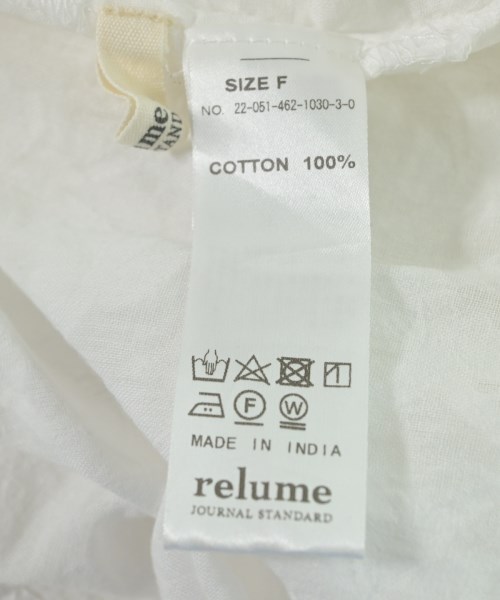 SIZE F
NO. 22-051-462-1030-3-0
COTTON 100%
F W
MADE IN INDIA
relume
JOURNAL STANDARD